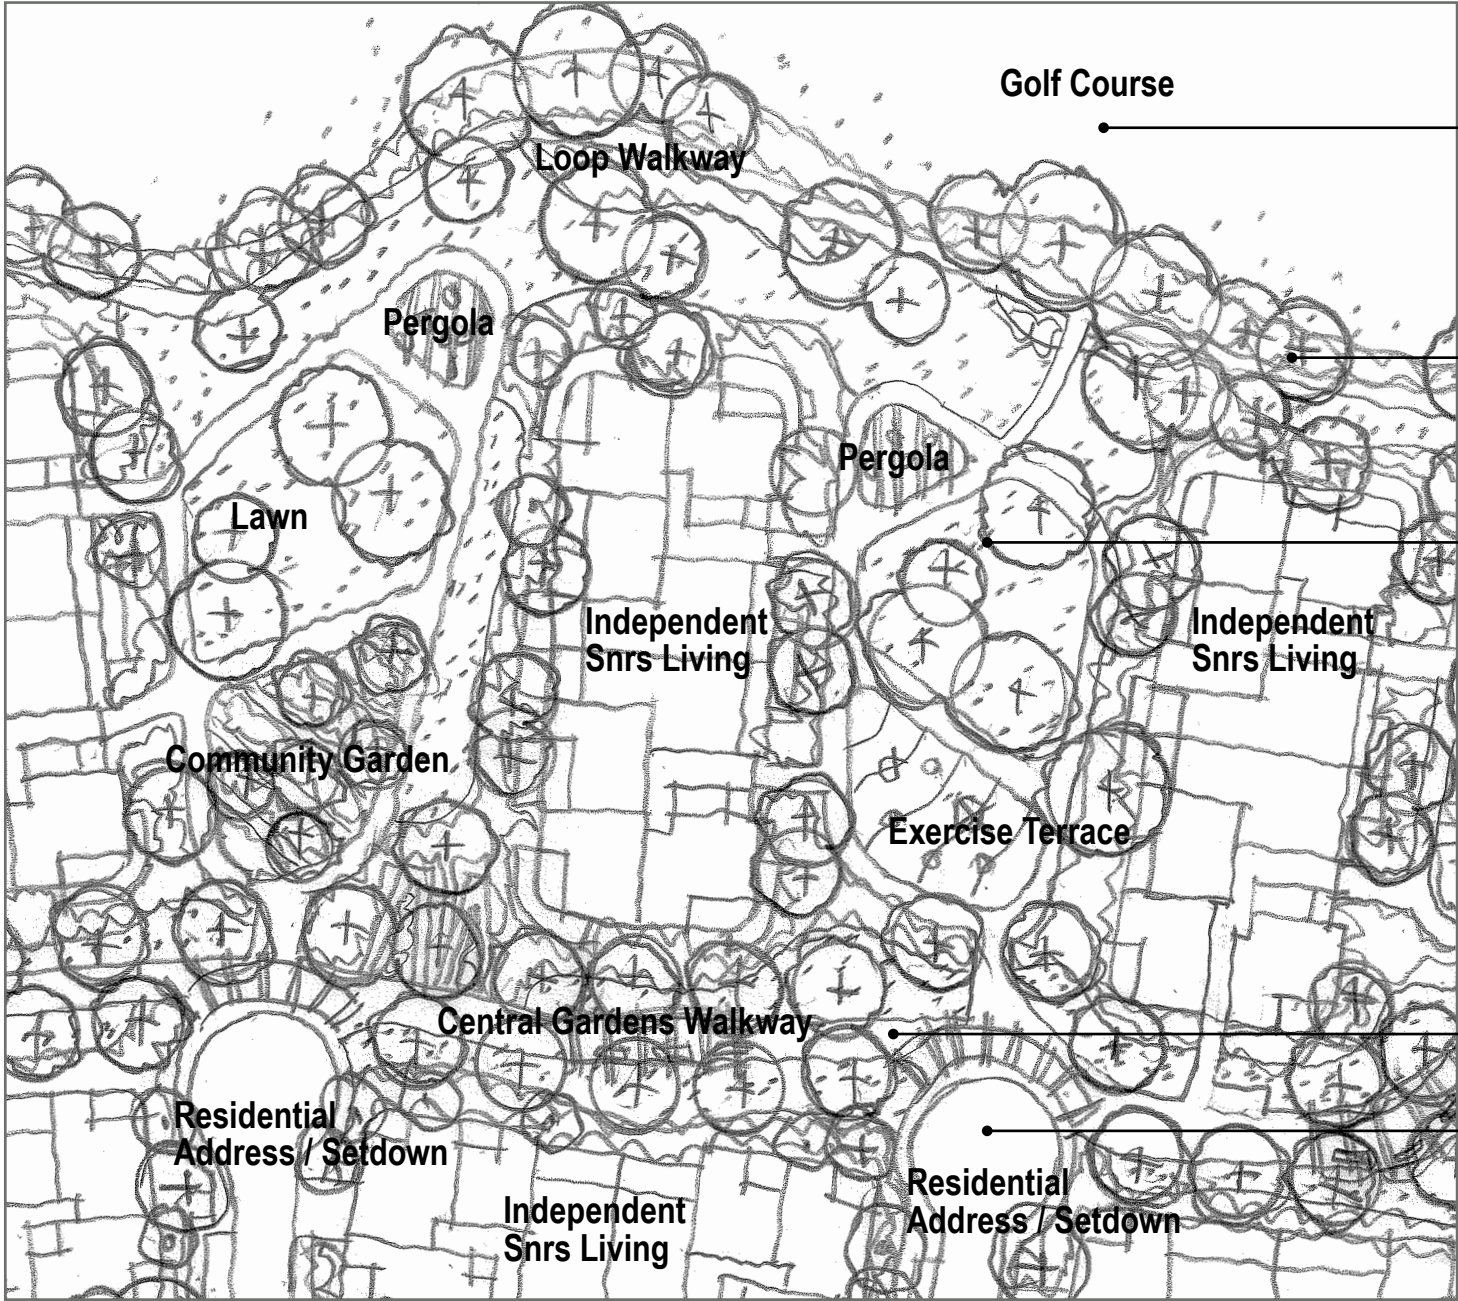 Golf Course
Loop Walkway
Pergola
Pergola
Lawn
Independent
Snrs Living
Independent
Snrs Living
Community Garden
Exercise Terrace
Central Gardens Walkway
Residential
Address / Setdown
Residential
Address / Setdown
Independent
Snrs Living